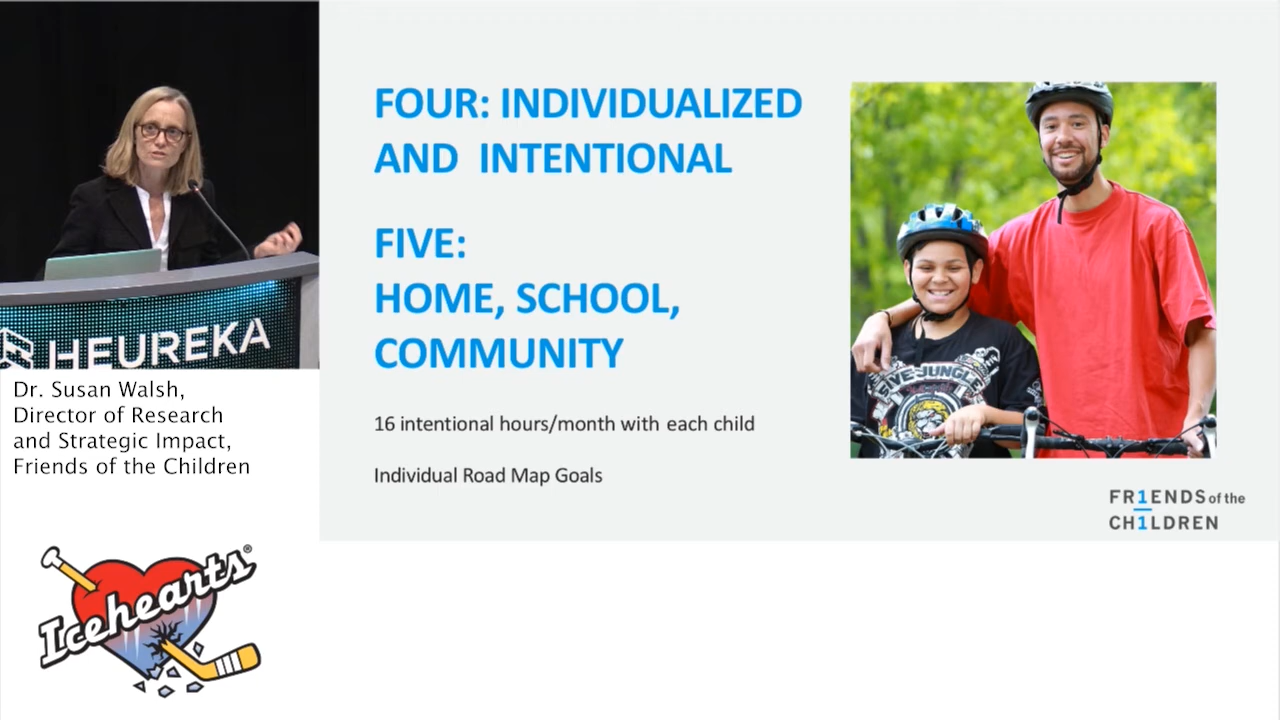 FOUR: INDIVIDUALIZED
AND INTENTIONAL
FIVE:
HOME, SCHOOL,
COMMUNITY
16 intentional hours/month with each child
Individual Road Map Goals
FR1ENDS of the
CH1LDREN
HEUREKA
Dr. Susan Walsh,
Director of Research
and Strategic Impact,
Friends of the Children
Icehearts®